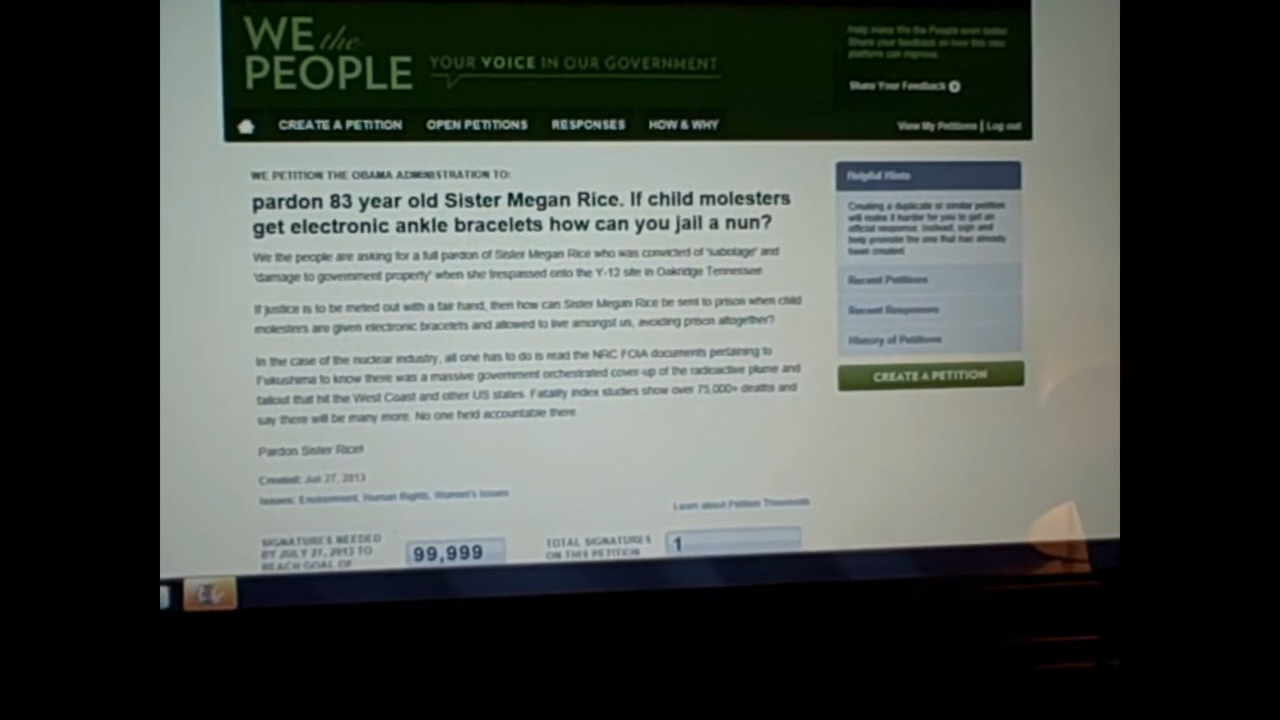 WE the
PEOPLE
YOUR VOICE IN OUR GOVERNMENT
Help make We the People even better.
Share your feedback on how this new
platform can improve.
Share Your Feedback
CREATE A PETITION
OPEN PETITIONS
RESPONSES
HOW & WHY
View My Petitions | Log out
WE PETITION THE OBAMA ADMINISTRATION TO:
pardon 83 year old Sister Megan Rice. If child molesters
get electronic ankle bracelets how can you jail a nun?
We the people are asking for a full pardon of Sister Megan Rice who was convicted of 'sabotage' and
'damage to government property' when she trespassed onto the Y-12 site in Oakridge Tennessee.
If justice is to be meted out with a fair hand, then how can Sister Megan Rice be sent to prison when child
molesters are given electronic bracelets and allowed to live amongst us, avoiding prison altogether?
In the case of the nuclear industry, all one has to do is read the NRC FOIA documents pertaining to
Fukushima to know there was a massive government orchestrated cover-up of the radioactive plume and
fallout that hit the West Coast and other US states. Fatality index studies show over 75,000+ deaths and
say there will be many more. No one held accountable there.
Pardon Sister Rice!
Created: Jun 27, 2013
Issues: Environment, Human Rights, Women's Issues
Learn about Petition Thresholds
SIGNATURES NEEDED
BY JULY 27, 2013 TO
REACH GOAL OF
99,999
TOTAL SIGNATURES
ON THIS PETITION
1
Helpful Hints
Creating a duplicate or similar petition
will make it harder for you to get an
official response. Instead, sign and
help promote the one that has already
been created.
Recent Petitions
Recent Responses
History of Petitions
CREATE A PETITION